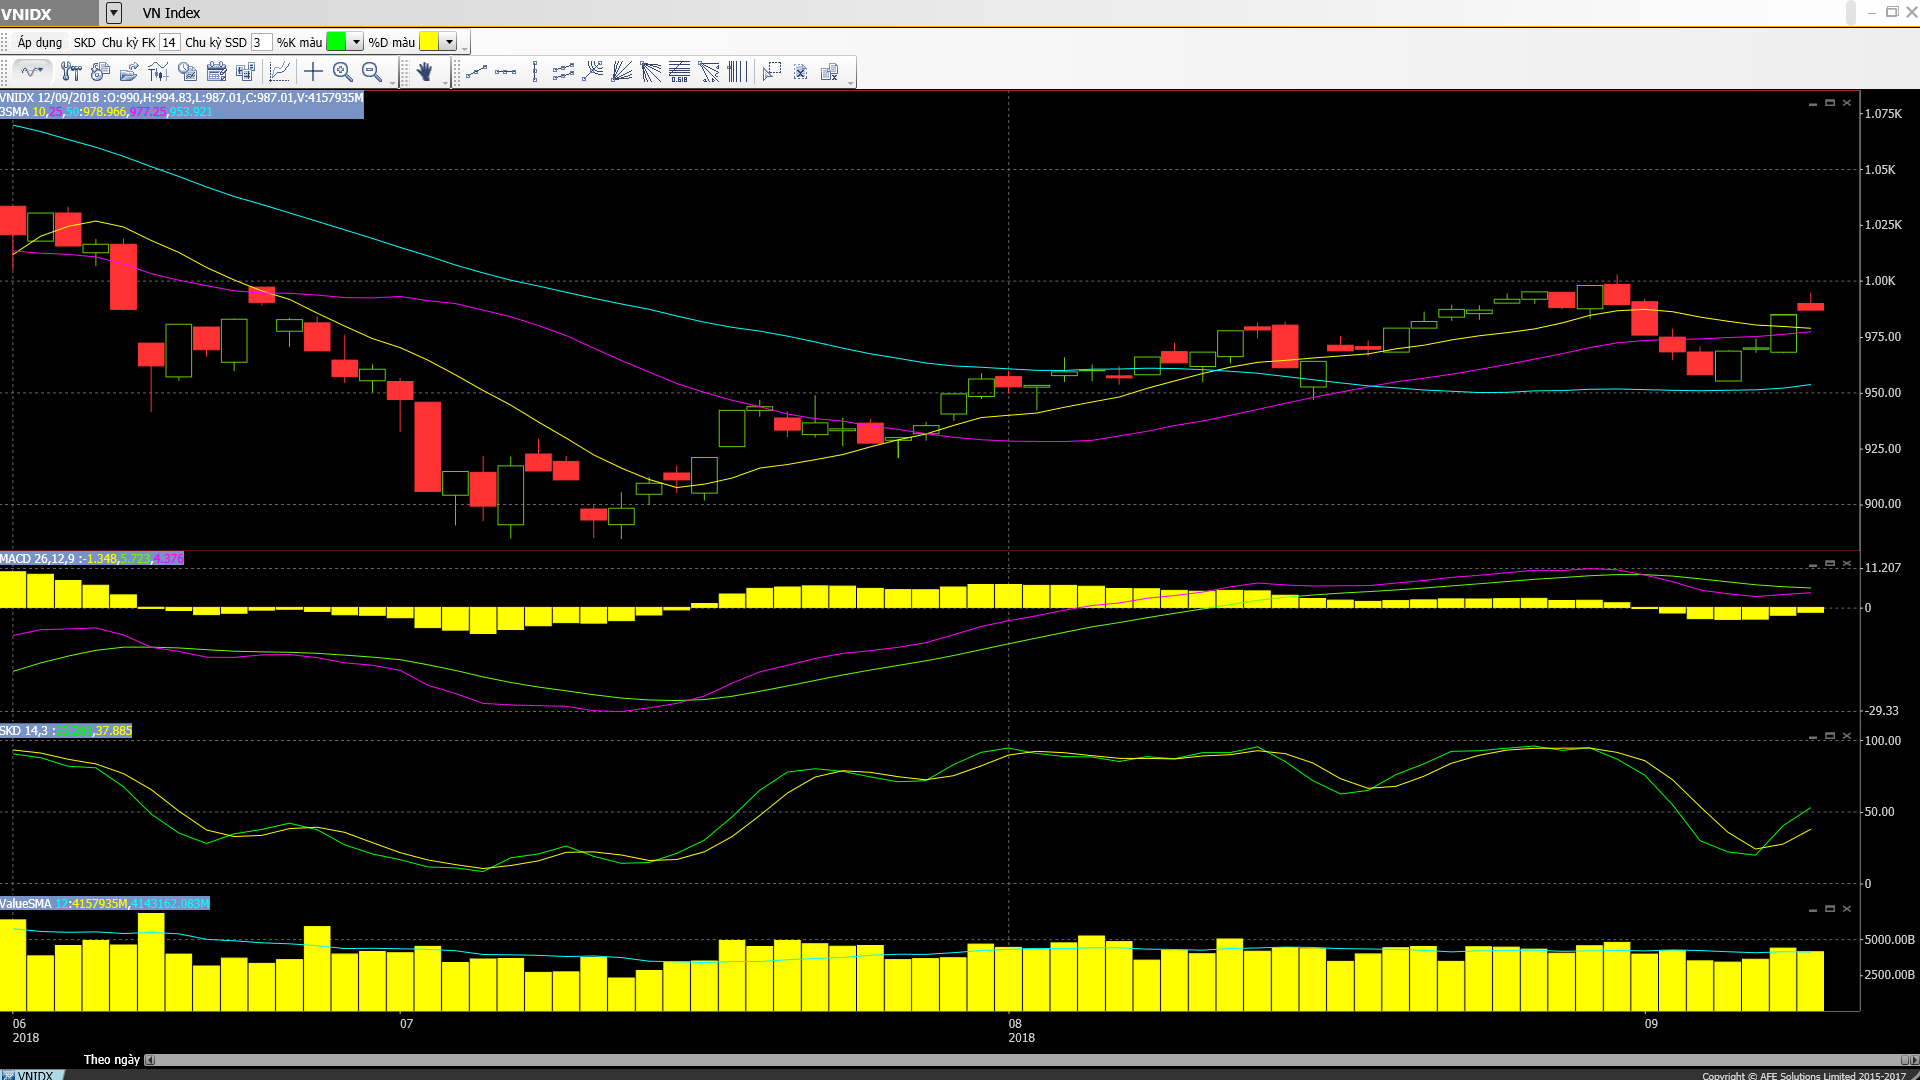 VNIDX VN Index
Áp dụng SKD Chu kỳ FK 14 Chu kỳ SSD 3 %K màu %D màu
0.618
VNIDX 12/09/2018 :O:990,H:994.83,L:987.01,C:987.01,V:4157935M
3SMA 10,25,50:978.966,977.25,953.921
1.075K
1.05K
1.025K
1.00K
975.00
950.00
925.00
900.00
MACD 26,12,9 :-1.348,5.723,4.376
11.207
0
-29.33
SKD 14,3 : ,37.885
100.00
50.00
0
ValueSMA 12:4157935M,4143162.083M
5000.00B
2500.00B
06 07 08 09
2018 2018
Theo ngày
VNIDX
Copyright © AFE Solutions Limited 2015-2017